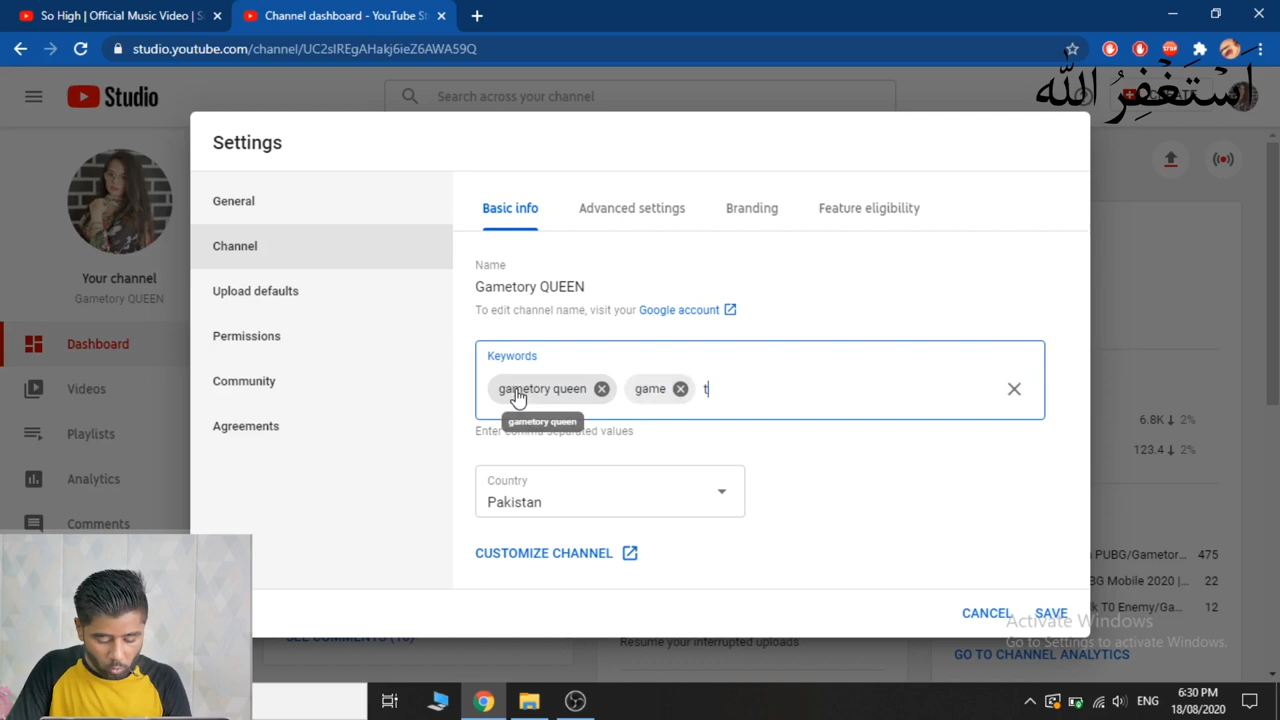 So High | Official Music Video | S
Channel dashboard - YouTube St
studio.youtube.com/channel/UC2sIREgAHakj6ieZ6AWA59Q
Studio
Search across your channel
اَسْتَغْفِرُ اللّٰه
Settings
Your channel
Gametory QUEEN
Dashboard
Videos
Playlists
Analytics
Comments
General
Channel
Upload defaults
Permissions
Community
Agreements
Basic info
Advanced settings
Branding
Feature eligibility
Name
Gametory QUEEN
To edit channel name, visit your Google account
Keywords
gametory queen
game
t
gametory queen
Enter comma separated values
Country
Pakistan
CUSTOMIZE CHANNEL
CANCEL
SAVE
6.8K 2%
123.4 2%
PUBG/Gametor... 475
BG Mobile 2020 |... 22
k T0 Enemy/Ga... 12
Activate Windows
Go to Settings to activate Windows.
GO TO CHANNEL ANALYTICS
Resume your interrupted uploads
ENG
6:30 PM
18/08/2020